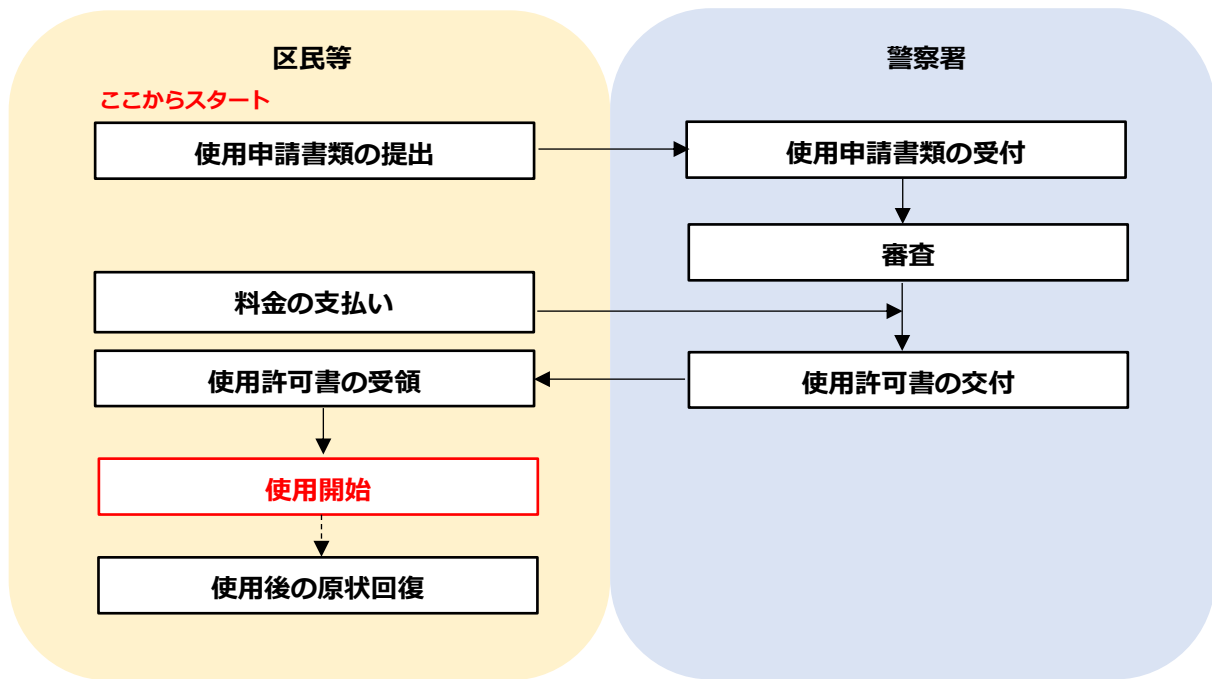 区民等
警察署
ここからスタート
使用申請書類の提出
使用申請書類の受付
審査
料金の支払い
使用許可書の受領
使用許可書の交付
使用開始
使用後の原状回復